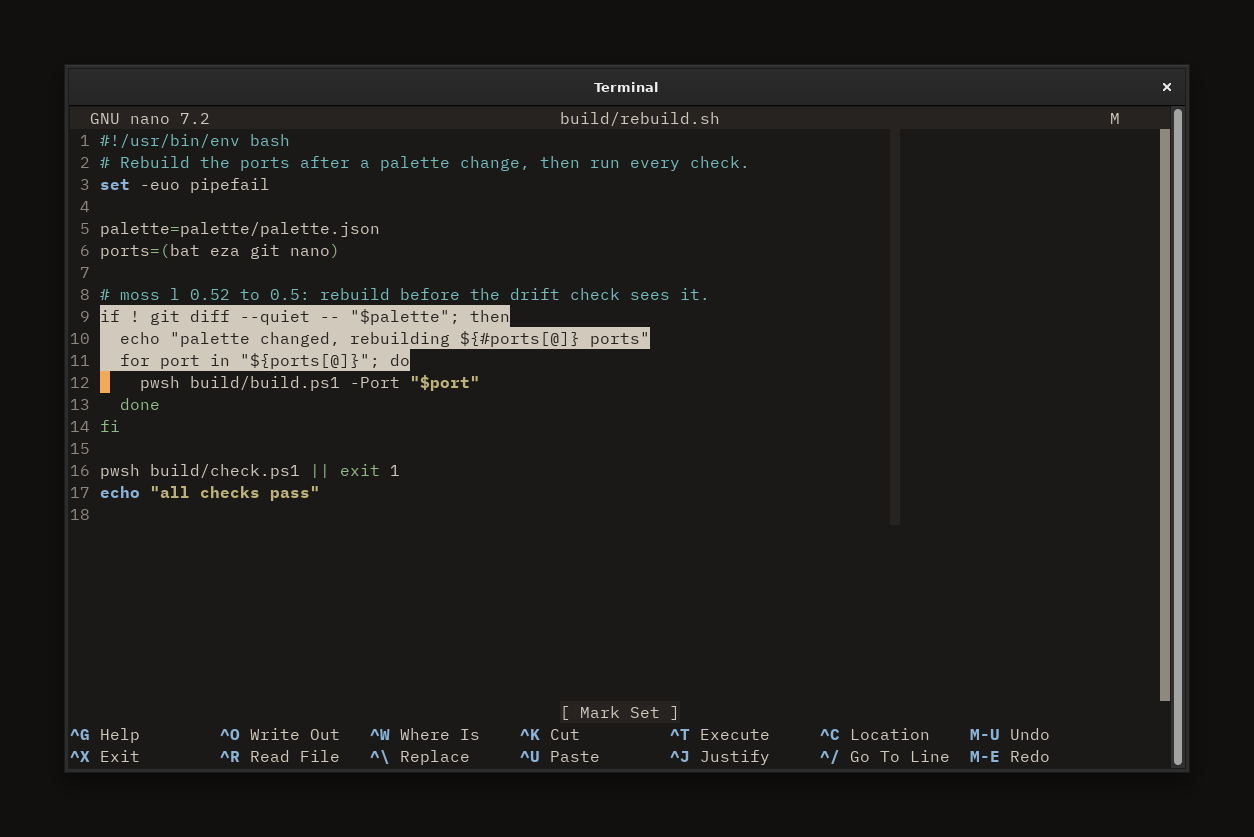 Terminal ×
GNU nano 7.2 build/rebuild.sh M
1 #!/usr/bin/env bash
2 # Rebuild the ports after a palette change, then run every check.
3 set -euo pipefail
4
5 palette=palette/palette.json
6 ports=(bat eza git nano)
7
8 # moss l 0.52 to 0.5: rebuild before the drift check sees it.
9 if ! git diff --quiet -- "$palette"; then
10   echo "palette changed, rebuilding ${#ports[@]} ports"
11   for port in "${ports[@]}"; do
12     pwsh build/build.ps1 -Port "$port"
13   done
14 fi
15
16 pwsh build/check.ps1 || exit 1
17 echo "all checks pass"
18
[ Mark Set ]
^G Help ^O Write Out ^W Where Is ^K Cut ^T Execute ^C Location M-U Undo
^X Exit ^R Read File ^\ Replace ^U Paste ^J Justify ^/ Go To Line M-E Redo